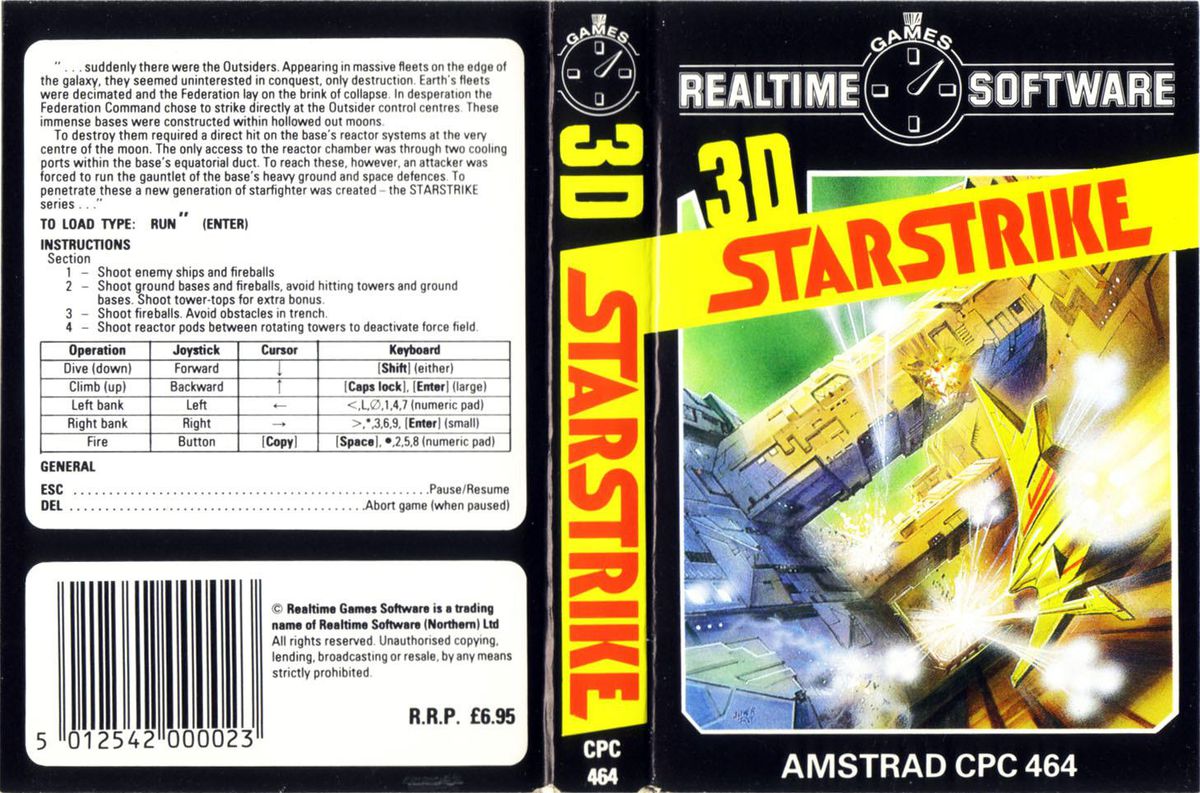 " . . . suddenly there were the Outsiders. Appearing in massive fleets on the edge of
the galaxy, they seemed uninterested in conquest, only destruction. Earth's fleets
were decimated and the Federation lay on the brink of collapse. In desperation the
Federation Command chose to strike directly at the Outsider control centres. These
immense bases were constructed within hollowed out moons.
To destroy them required a direct hit on the base's reactor systems at the very
centre of the moon. The only access to the reactor chamber was through two cooling
ports within the base's equatorial duct. To reach these, however, an attacker was
forced to run the gauntlet of the base's heavy ground and space defences. To
penetrate these a new generation of starfighter was created – the STARSTRIKE
series . . ."
TO LOAD TYPE: RUN" (ENTER)
INSTRUCTIONS
Section
1 – Shoot enemy ships and fireballs
2 – Shoot ground bases and fireballs, avoid hitting towers and ground
bases. Shoot tower-tops for extra bonus.
3 – Shoot fireballs. Avoid obstacles in trench.
4 – Shoot reactor pods between rotating towers to deactivate force field.
Operation Joystick Cursor Keyboard
Dive (down) Forward ↓ [Shift] (either)
Climb (up) Backward ↑ [Caps lock], [Enter] (large)
Left bank Left ← <,L,∅,1,4,7 (numeric pad)
Right bank Right → >,*,3,6,9, [Enter] (small)
Fire Button [Copy] [Space], •,2,5,8 (numeric pad)
GENERAL
ESC ..................................................Pause/Resume
DEL ..........................................Abort game (when paused)
5 012542 000023
© Realtime Games Software is a trading
name of Realtime Software (Northern) Ltd
All rights reserved. Unauthorised copying,
lending, broadcasting or resale, by any means
strictly prohibited.
R.R.P. £6.95
GAMES
3D
STARSTRIKE
CPC
464
GAMES
REALTIME SOFTWARE
3D
STARSTRIKE
AMSTRAD CPC 464